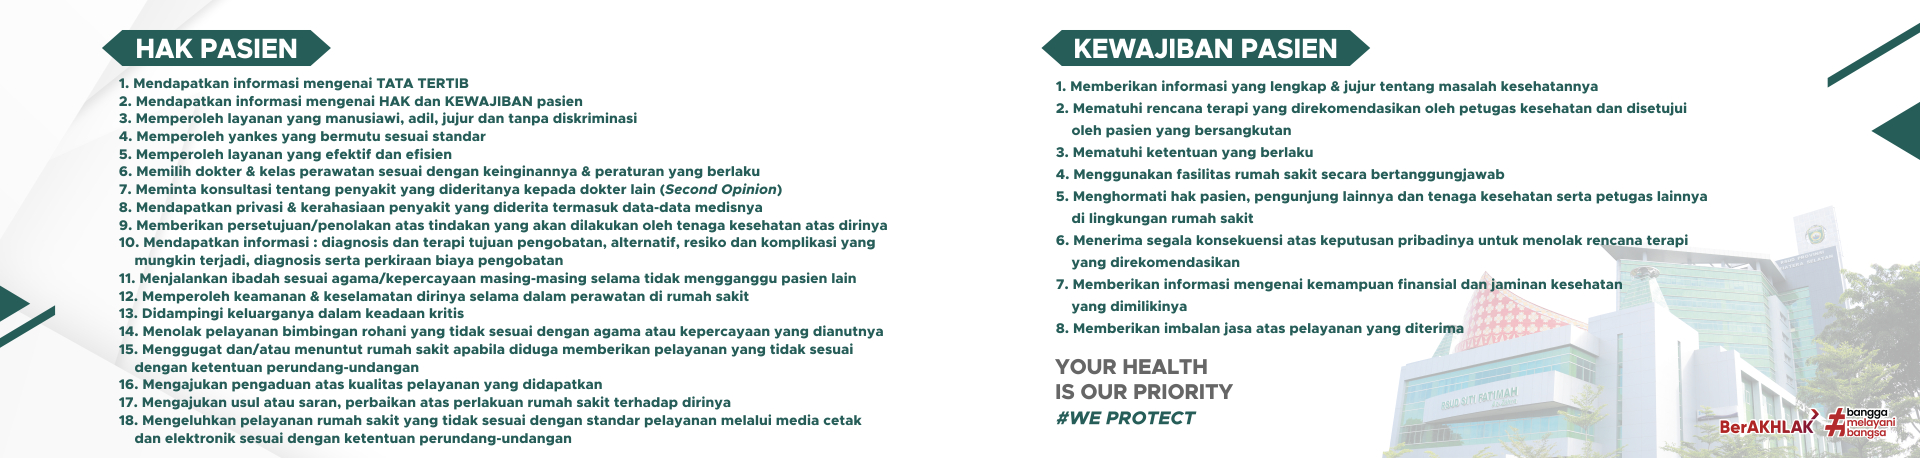 HAK PASIEN
1. Mendapatkan informasi mengenai TATA TERTIB
2. Mendapatkan informasi mengenai HAK dan KEWAJIBAN pasien
3. Memperoleh layanan yang manusiawi, adil, jujur dan tanpa diskriminasi
4. Memperoleh yankes yang bermutu sesuai standar
5. Memperoleh layanan yang efektif dan efisien
6. Memilih dokter & kelas perawatan sesuai dengan keinginannya & peraturan yang berlaku
7. Meminta konsultasi tentang penyakit yang dideritanya kepada dokter lain (Second Opinion)
8. Mendapatkan privasi & kerahasiaan penyakit yang diderita termasuk data-data medisnya
9. Memberikan persetujuan/penolakan atas tindakan yang akan dilakukan oleh tenaga kesehatan atas dirinya
10. Mendapatkan informasi : diagnosis dan terapi tujuan pengobatan, alternatif, resiko dan komplikasi yang
mungkin terjadi, diagnosis serta perkiraan biaya pengobatan
11. Menjalankan ibadah sesuai agama/kepercayaan masing-masing selama tidak mengganggu pasien lain
12. Memperoleh keamanan & keselamatan dirinya selama dalam perawatan di rumah sakit
13. Didampingi keluarganya dalam keadaan kritis
14. Menolak pelayanan bimbingan rohani yang tidak sesuai dengan agama atau kepercayaan yang dianutnya
15. Menggugat dan/atau menuntut rumah sakit apabila diduga memberikan pelayanan yang tidak sesuai
dengan ketentuan perundang-undangan
16. Mengajukan pengaduan atas kualitas pelayanan yang didapatkan
17. Mengajukan usul atau saran, perbaikan atas perlakuan rumah sakit terhadap dirinya
18. Mengeluhkan pelayanan rumah sakit yang tidak sesuai dengan standar pelayanan melalui media cetak
dan elektronik sesuai dengan ketentuan perundang-undangan
KEWAJIBAN PASIEN
1. Memberikan informasi yang lengkap & jujur tentang masalah kesehatannya
2. Mematuhi rencana terapi yang direkomendasikan oleh petugas kesehatan dan disetujui
oleh pasien yang bersangkutan
3. Mematuhi ketentuan yang berlaku
4. Menggunakan fasilitas rumah sakit secara bertanggungjawab
5. Menghormati hak pasien, pengunjung lainnya dan tenaga kesehatan serta petugas lainnya
di lingkungan rumah sakit
6. Menerima segala konsekuensi atas keputusan pribadinya untuk menolak rencana terapi
yang direkomendasikan
7. Memberikan informasi mengenai kemampuan finansial dan jaminan kesehatan
yang dimilikinya
8. Memberikan imbalan jasa atas pelayanan yang diterima
YOUR HEALTH
IS OUR PRIORITY
#WE PROTECT
RSUD SITI FATIMAH
BerAKHLAK
# bangga
melayani
bangsa